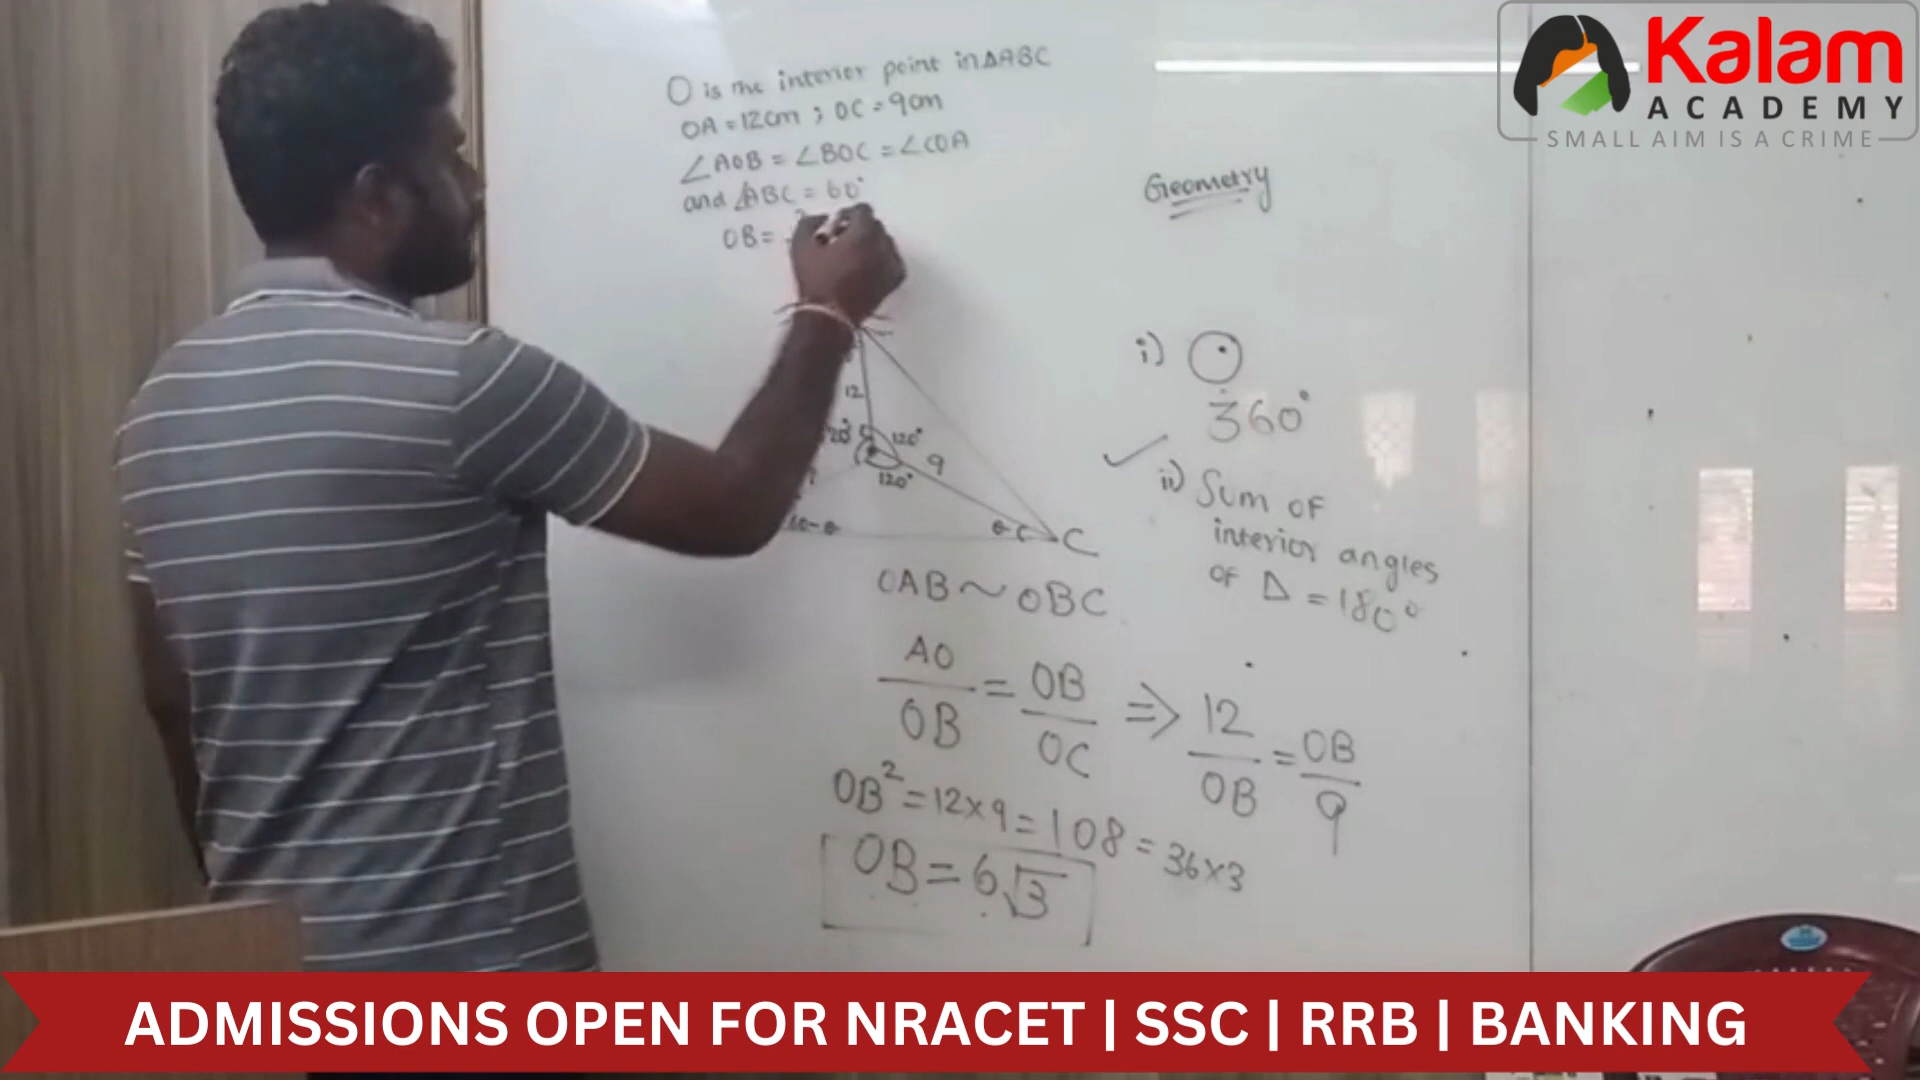 O is the interior point in ΔABC
OA = 12cm ; OC = 9cm
∠AOB = ∠BOC = ∠COA
and ∠ABC = 60°
OB =
12
120°
120°
9
120°
60-θ
θ
C
OAB ~ OBC
AO/OB = OB/OC ⇒ 12/OB = OB/9
OB² = 12×9 = 108 = 36×3
OB = 6√3
Geometry
i)
360°
ii) Sum of
interior angles
of Δ = 180°
Kalam
ACADEMY
SMALL AIM IS A CRIME
ADMISSIONS OPEN FOR NRACET | SSC | RRB | BANKING